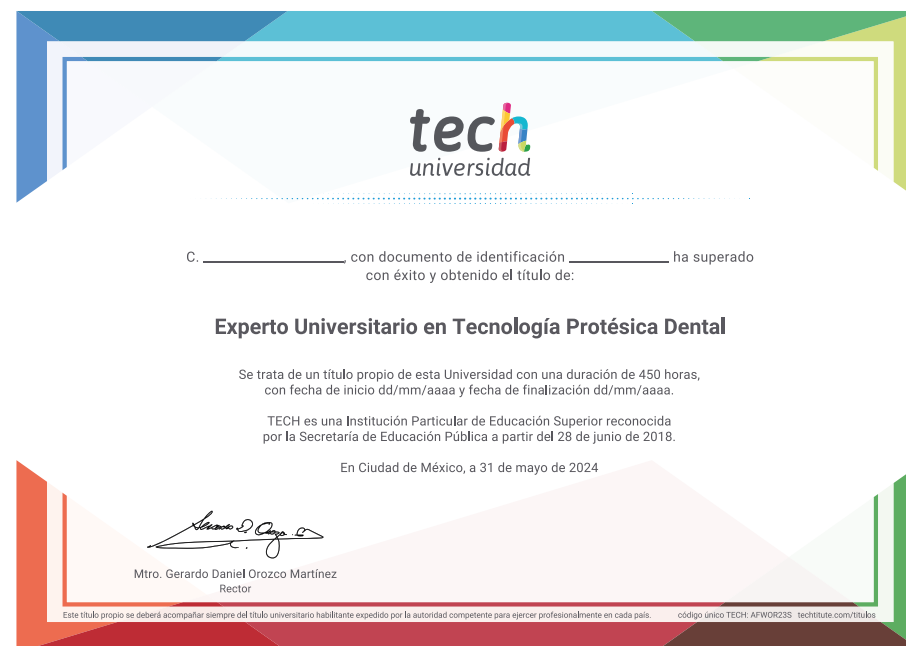 tech
universidad
C. ____________________, con documento de identificación ______________ ha superado
con éxito y obtenido el título de:
Experto Universitario en Tecnología Protésica Dental
Se trata de un título propio de esta Universidad con una duración de 450 horas,
con fecha de inicio dd/mm/aaaa y fecha de finalización dd/mm/aaaa.
TECH es una Institución Particular de Educación Superior reconocida
por la Secretaría de Educación Pública a partir del 28 de junio de 2018.
En Ciudad de México, a 31 de mayo de 2024
Mtro. Gerardo Daniel Orozco Martínez
Rector
Este título propio se deberá acompañar siempre del título universitario habilitante expedido por la autoridad competente para ejercer profesionalmente en cada país. código único TECH: AFWOR23S techtitute.com/titulos